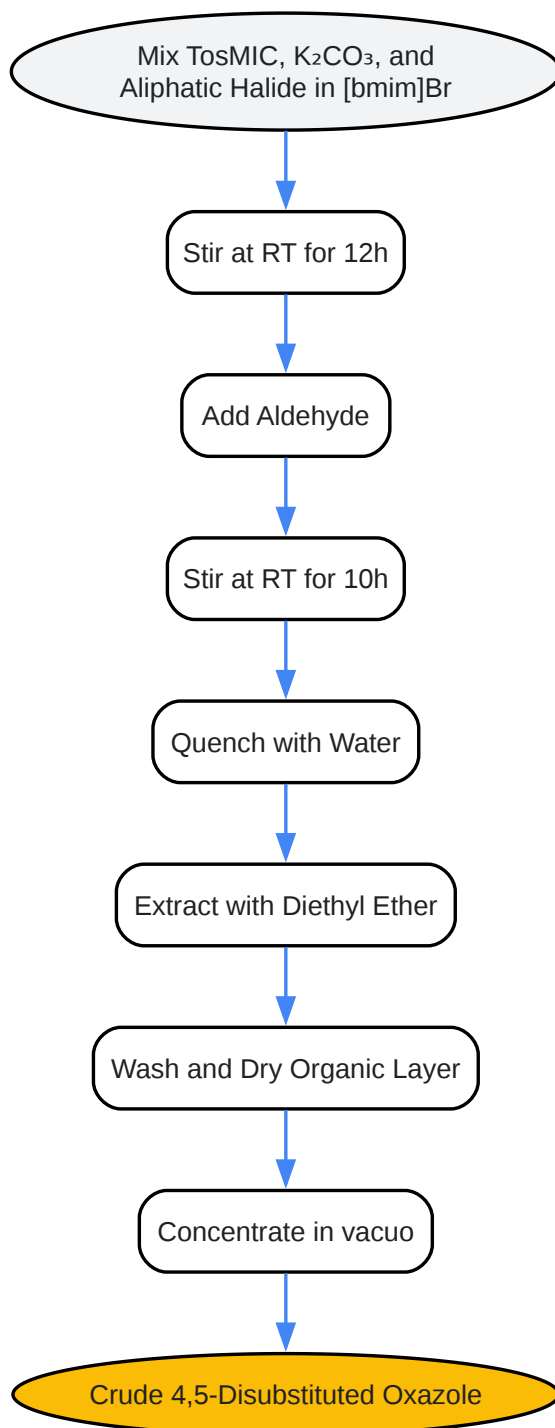 Mix TosMIC, K₂CO₃, and
Aliphatic Halide in [bmim]Br
Stir at RT for 12h
Add Aldehyde
Stir at RT for 10h
Quench with Water
Extract with Diethyl Ether
Wash and Dry Organic Layer
Concentrate in vacuo
Crude 4,5-Disubstituted Oxazole